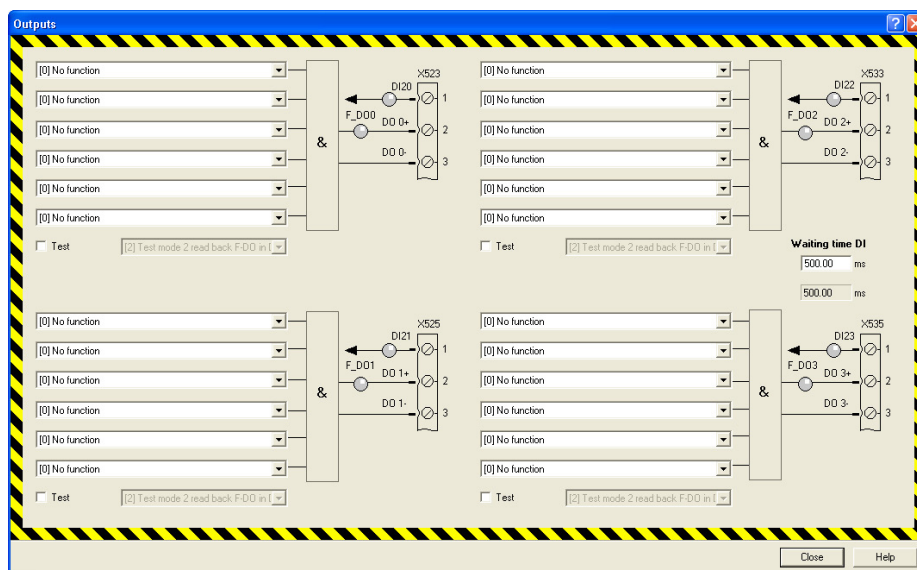 Outputs
[0] No function
X523
DI20
1
[0] No function
F_DO0
DO 0+
2
[0] No function
&
DO 0-
3
[0] No function
[0] No function
[0] No function
Test
[2] Test mode 2 read back F-DO in D
[0] No function
X533
DI22
1
[0] No function
F_DO2
DO 2+
2
[0] No function
&
DO 2-
3
[0] No function
[0] No function
[0] No function
Test
[2] Test mode 2 read back F-DO in D
Waiting time DI
500.00 ms
500.00 ms
[0] No function
X525
DI21
1
[0] No function
F_DO1
DO 1+
2
[0] No function
&
DO 1-
3
[0] No function
[0] No function
[0] No function
Test
[2] Test mode 2 read back F-DO in D
[0] No function
X535
DI23
1
[0] No function
F_DO3
DO 3+
2
[0] No function
&
DO 3-
3
[0] No function
[0] No function
[0] No function
Test
[2] Test mode 2 read back F-DO in D
Close
Help